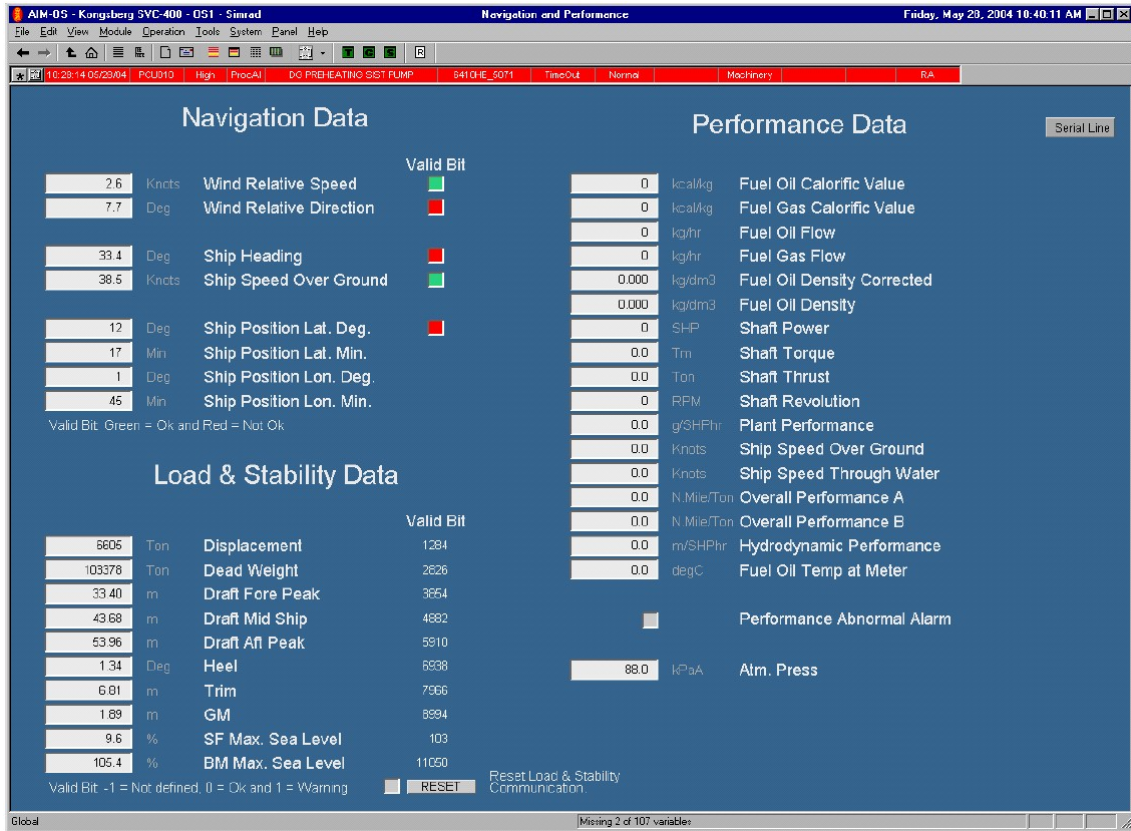 AIM-OS - Kongsberg SVC-400 - OS1 - Simrad Navigation and Performance Friday, May 28, 2004 10:40:11 AM
File Edit View Module Operation Tools System Panel Help
T C S R
10:28:14 05/28/04 PCU010 High ProcAl DG PREHEATING SIST PUMP 6410HE_5071 TimeOut Normal Machinery RA
Navigation Data
Valid Bit
2.6 Knots Wind Relative Speed
7.7 Deg Wind Relative Direction
33.4 Deg Ship Heading
38.5 Knots Ship Speed Over Ground
12 Deg Ship Position Lat. Deg.
17 Min Ship Position Lat. Min.
1 Deg Ship Position Lon. Deg.
45 Min Ship Position Lon. Min.
Valid Bit: Green = Ok and Red = Not Ok
Load & Stability Data
Valid Bit
6605 Ton Displacement 1284
103378 Ton Dead Weight 2826
33.40 m Draft Fore Peak 3854
43.68 m Draft Mid Ship 4882
53.96 m Draft Aft Peak 5910
1.34 Deg Heel 6938
6.81 m Trim 7966
1.89 m GM 8994
9.6 % SF Max. Sea Level 103
105.4 % BM Max. Sea Level 11050
Valid Bit: -1 = Not defined, 0 = Ok and 1 = Warning
RESET
Reset Load & Stability
Communication.
Performance Data
Serial Line
0 kcal/kg Fuel Oil Calorific Value
0 kcal/kg Fuel Gas Calorific Value
0 kg/hr Fuel Oil Flow
0 kg/hr Fuel Gas Flow
0.000 kg/dm3 Fuel Oil Density Corrected
0.000 kg/dm3 Fuel Oil Density
0 SHP Shaft Power
0.0 Tm Shaft Torque
0.0 Ton Shaft Thrust
0 RPM Shaft Revolution
0.0 g/SHPhr Plant Performance
0.0 Knots Ship Speed Over Ground
0.0 Knots Ship Speed Through Water
0.0 N.Mile/Ton Overall Performance A
0.0 N.Mile/Ton Overall Performance B
0.0 m/SHPhr Hydrodynamic Performance
0.0 degC Fuel Oil Temp at Meter
Performance Abnormal Alarm
88.0 kPaA Atm. Press
Global Missing 2 of 107 variables